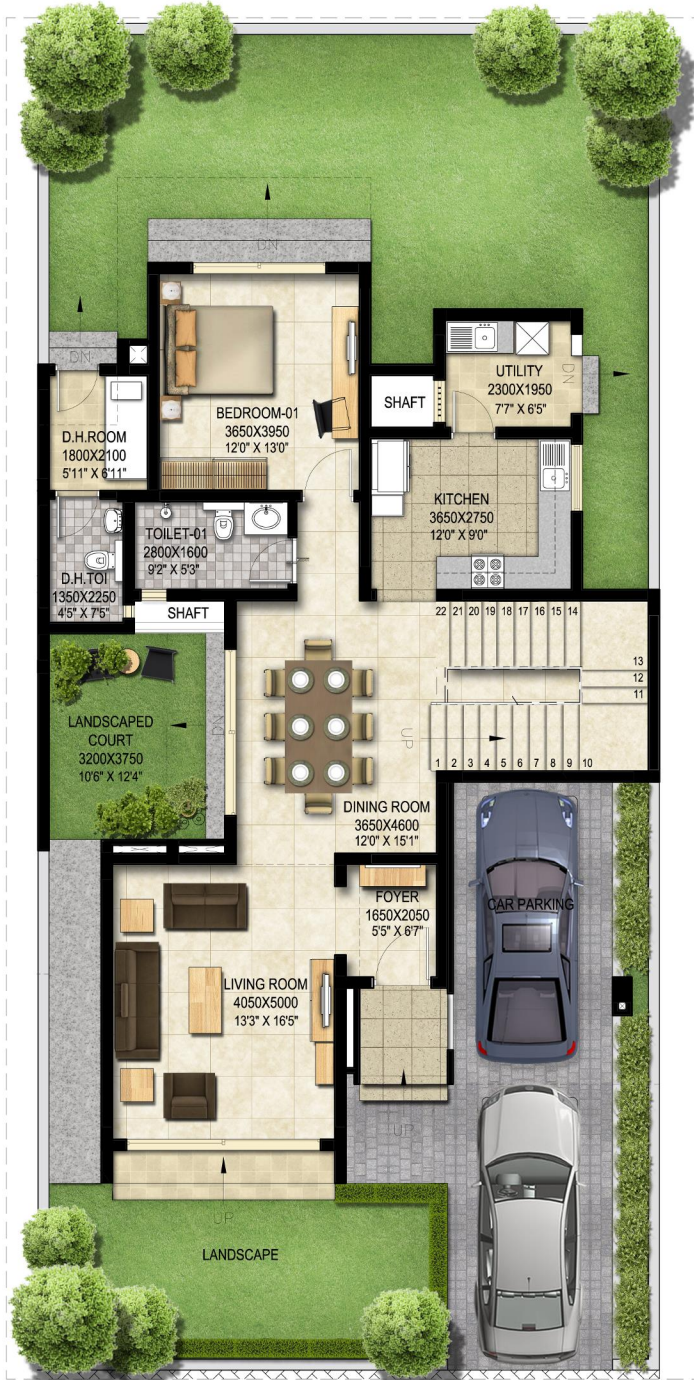 DN
DN
UTILITY
2300X1950
7'7" X 6'5"
DN
SHAFT
BEDROOM-01
3650X3950
12'0" X 13'0"
D.H.ROOM
1800X2100
5'11" X 6'11"
KITCHEN
3650X2750
12'0" X 9'0"
TOILET-01
2800X1600
9'2" X 5'3"
D.H.TOI
1350X2250
4'5" X 7'5"
SHAFT
22 21 20 19 18 17 16 15 14
13
12
11
LANDSCAPED
COURT
3200X3750
10'6" X 12'4"
DN
UP
1 2 3 4 5 6 7 8 9 10
DINING ROOM
3650X4600
12'0" X 15'1"
FOYER
1650X2050
5'5" X 6'7"
CAR PARKING
LIVING ROOM
4050X5000
13'3" X 16'5"
UP
UP
LANDSCAPE